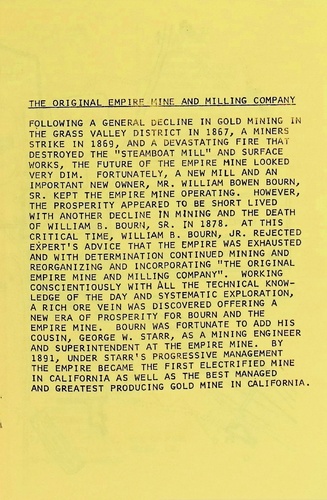 THE ORIGINAL EMPIRE MINE AND MILLING COMPANY
FOLLOWING A GENERAL DECLINE IN GOLD MINING IN
THE GRASS VALLEY DISTRICT IN 1867, A MINERS
STRIKE IN 1869, AND A DEVASTATING FIRE THAT
DESTROYED THE "STEAMBOAT MILL" AND SURFACE
WORKS, THE FUTURE OF THE EMPIRE MINE LOOKED
VERY DIM. FORTUNATELY, A NEW MILL AND AN
IMPORTANT NEW OWNER, MR. WILLIAM BOWEN BOURN,
SR. KEPT THE EMPIRE MINE OPERATING. HOWEVER,
THE PROSPERITY APPEARED TO BE SHORT LIVED
WITH ANOTHER DECLINE IN MINING AND THE DEATH
OF WILLIAM B. BOURN, SR. IN 1878. AT THIS
CRITICAL TIME, WILLIAM B. BOURN, JR. REJECTED
EXPERT'S ADVICE THAT THE EMPIRE WAS EXHAUSTED
AND WITH DETERMINATION CONTINUED MINING AND
REORGANIZING AND INCORPORATING "THE ORIGINAL
EMPIRE MINE AND MILLING COMPANY". WORKING
CONSCIENTIOUSLY WITH ALL THE TECHNICAL KNOW-
LEDGE OF THE DAY AND SYSTEMATIC EXPLORATION,
A RICH ORE VEIN WAS DISCOVERED OFFERING A
NEW ERA OF PROSPERITY FOR BOURN AND THE
EMPIRE MINE. BOURN WAS FORTUNATE TO ADD HIS
COUSIN, GEORGE W. STARR, AS A MINING ENGINEER
AND SUPERINTENDENT AT THE EMPIRE MINE. BY
1891, UNDER STARR'S PROGRESSIVE MANAGEMENT
THE EMPIRE BECAME THE FIRST ELECTRIFIED MINE
IN CALIFORNIA AS WELL AS THE BEST MANAGED
AND GREATEST PRODUCING GOLD MINE IN CALIFORNIA.